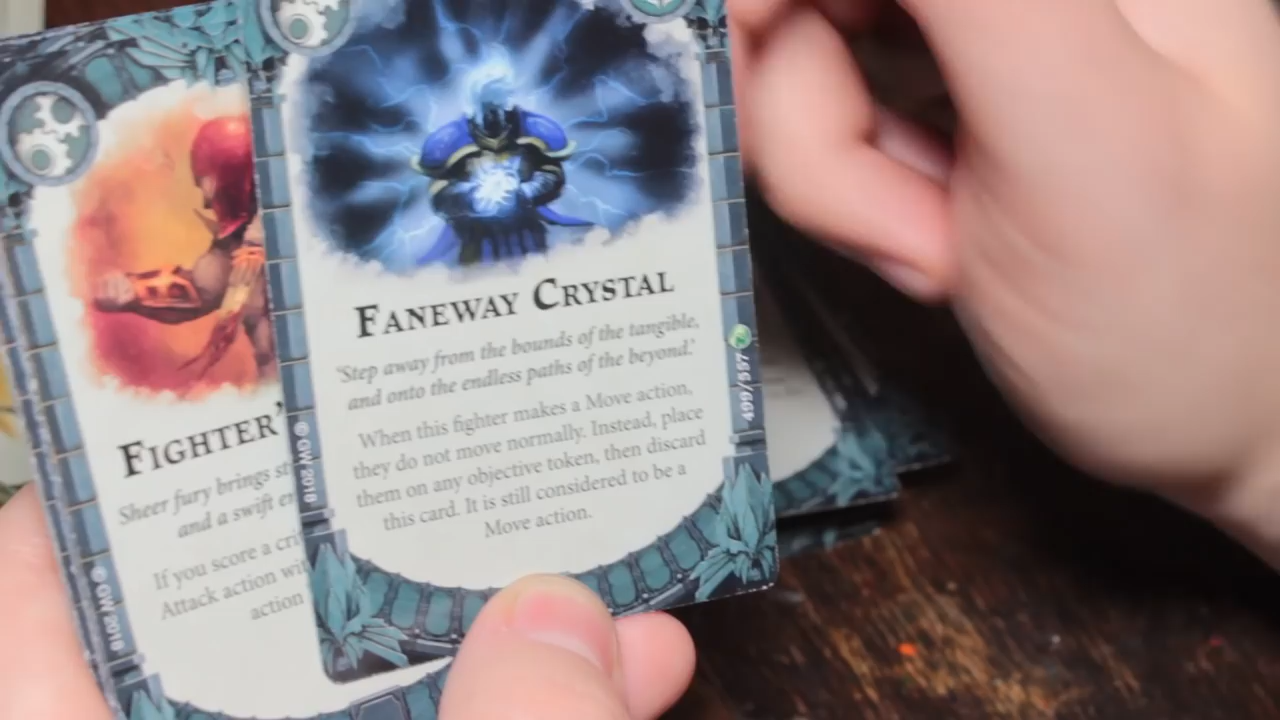 FANEWAY CRYSTAL
'Step away from the bounds of the tangible,
and onto the endless paths of the beyond.'
When this fighter makes a Move action,
they do not move normally. Instead, place
them on any objective token, then discard
this card. It is still considered to be a
Move action.
499/557
© GW 2018
FIGHTER'
Sheer fury brings
and a swift
If you score a
Attack action
action
© GW 2018